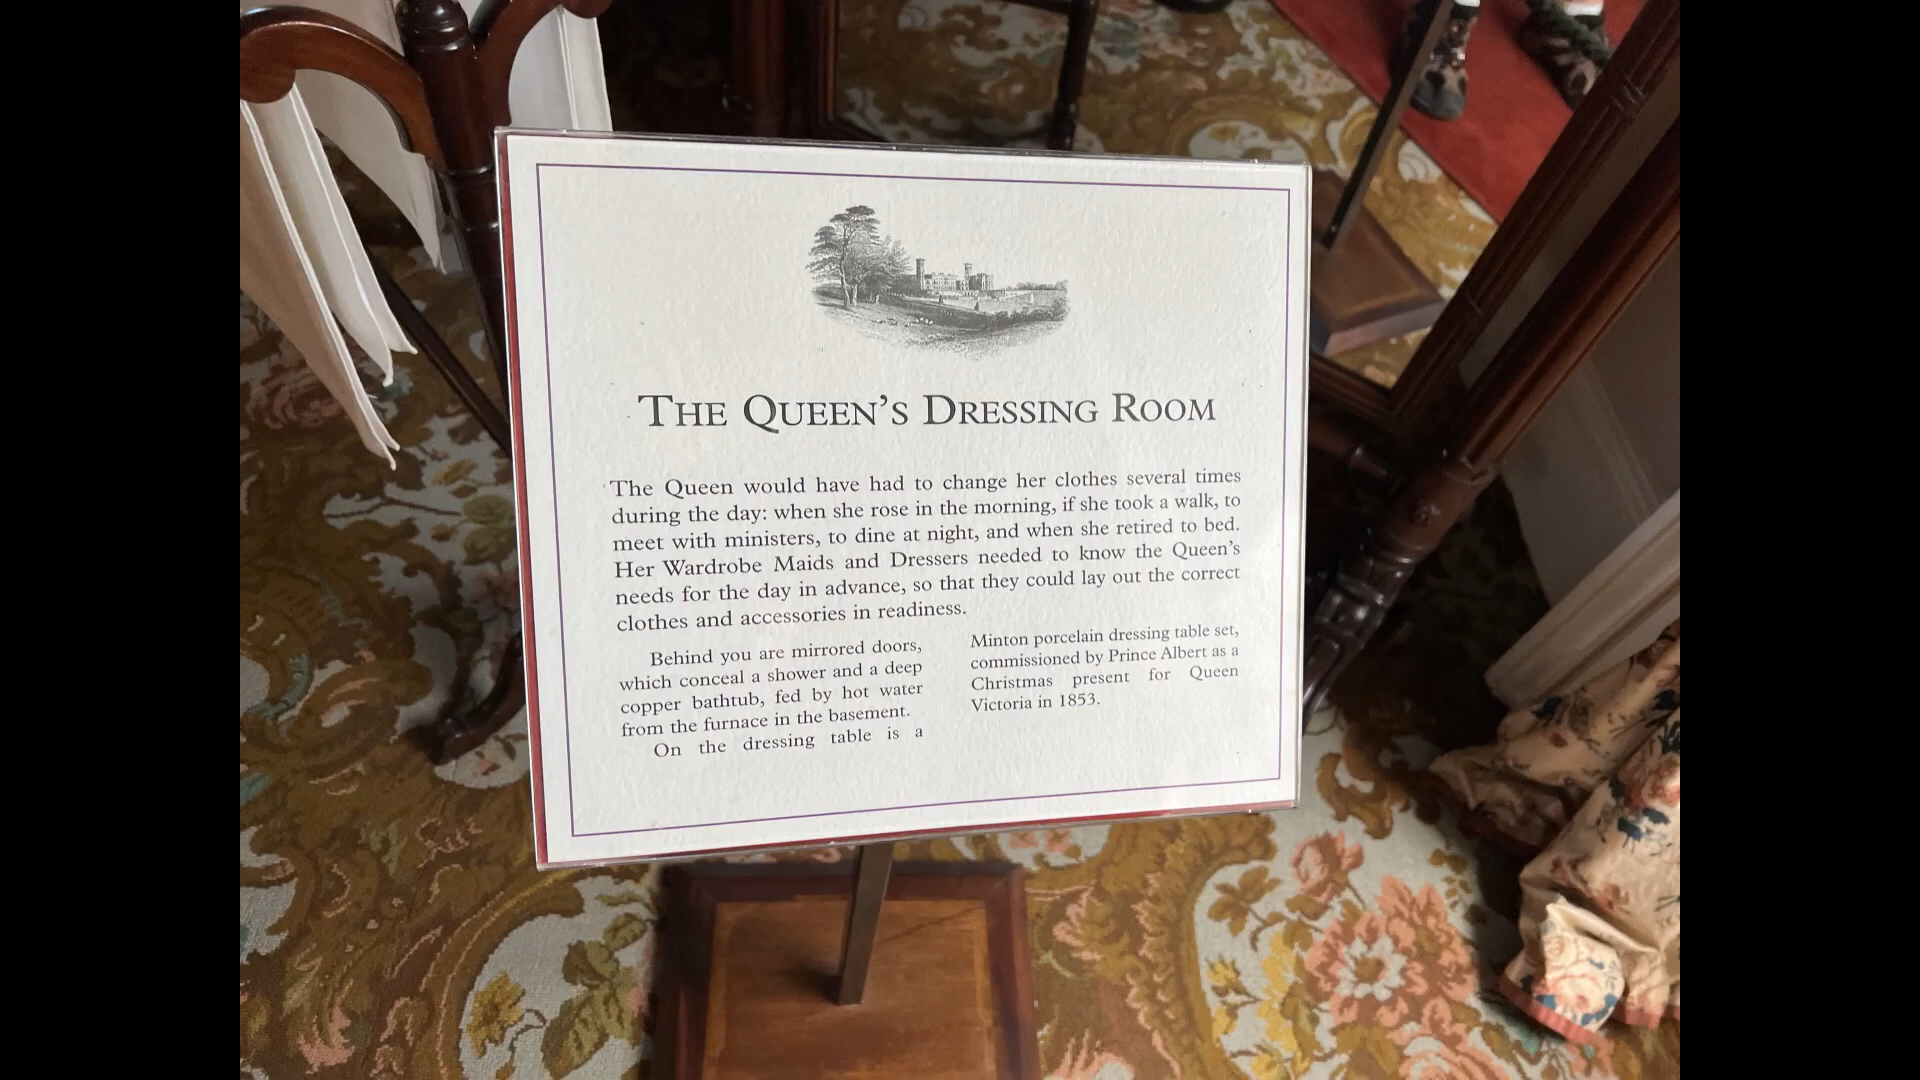 THE QUEEN'S DRESSING ROOM
The Queen would have had to change her clothes several times
during the day: when she rose in the morning, if she took a walk, to
meet with ministers, to dine at night, and when she retired to bed.
Her Wardrobe Maids and Dressers needed to know the Queen's
needs for the day in advance, so that they could lay out the correct
clothes and accessories in readiness.
Behind you are mirrored doors,
which conceal a shower and a deep
copper bathtub, fed by hot water
from the furnace in the basement.
On the dressing table is a
Minton porcelain dressing table set,
commissioned by Prince Albert as a
Christmas present for Queen
Victoria in 1853.